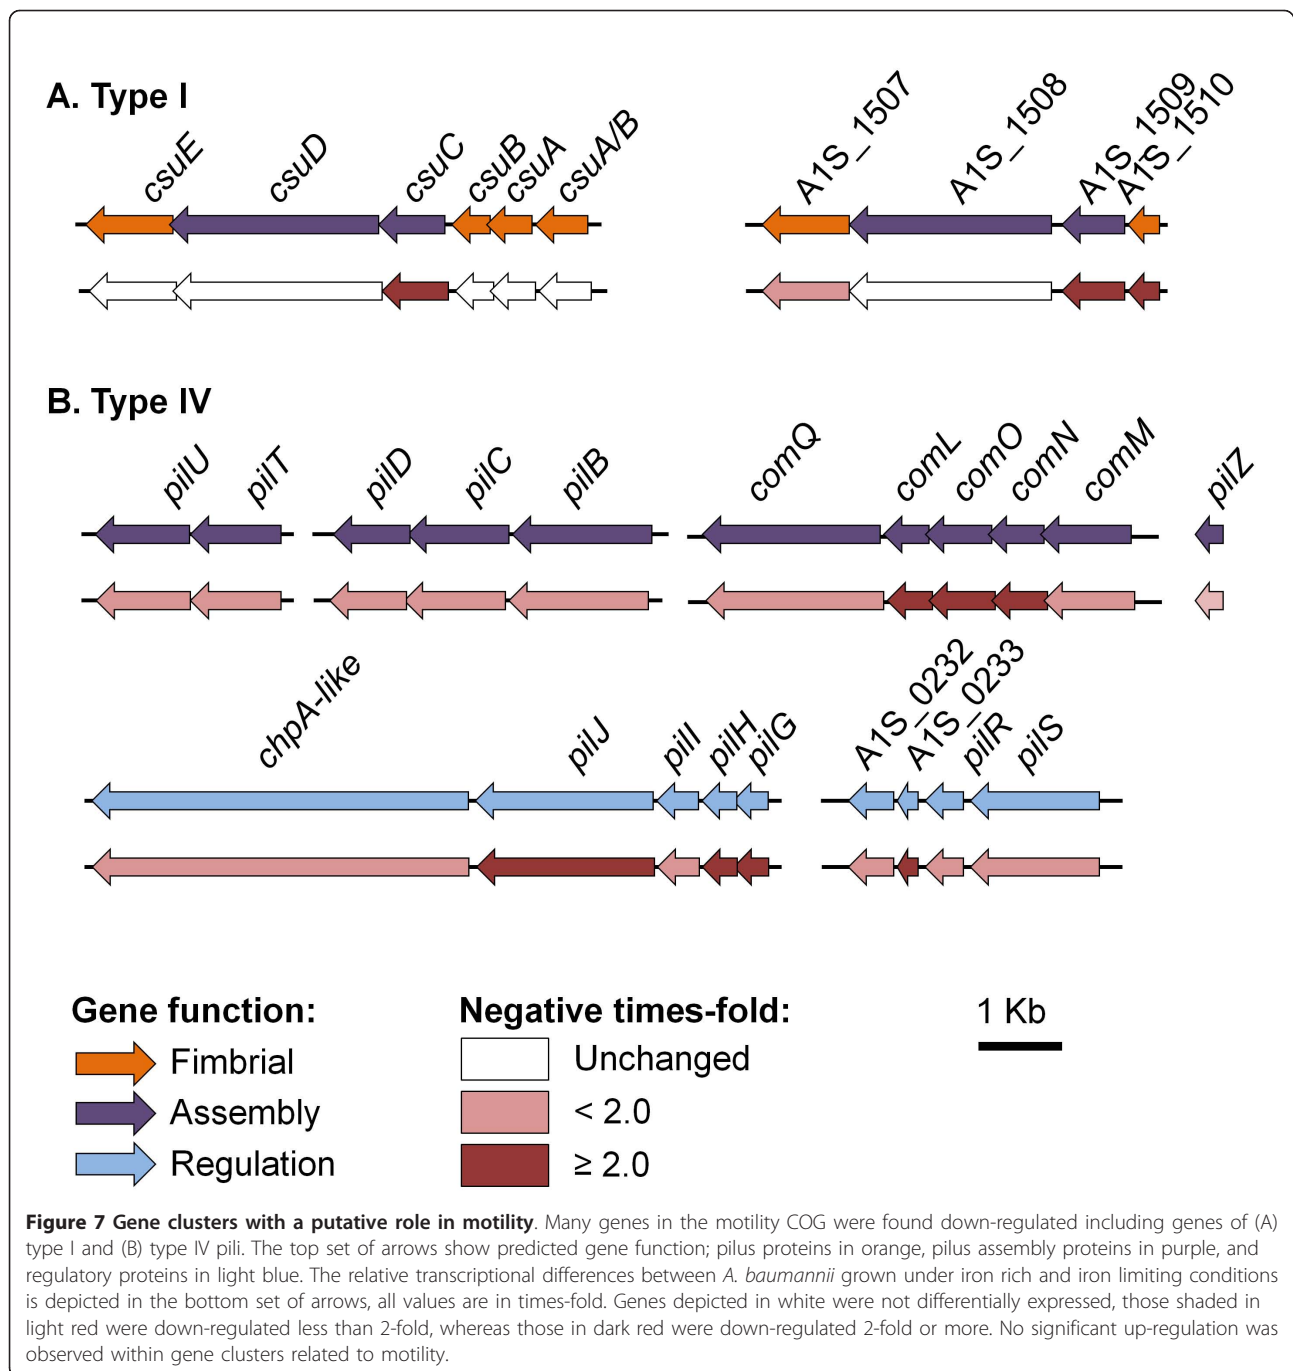 A. Type I
csuE csuD csuC csuB csuA csuA/B A1S_1507 A1S_1508 A1S_1509 A1S_1510
B. Type IV
pilU pilT pilD pilC pilB comQ comL comO comN comM pilZ
chpA-like pilJ pilI pilH pilG A1S_0232 A1S_0233 pilR pilS
Gene function:
Fimbrial
Assembly
Regulation
Negative times-fold:
Unchanged
< 2.0
≥ 2.0
1 Kb
Figure 7 Gene clusters with a putative role in motility. Many genes in the motility COG were found down-regulated including genes of (A)
type I and (B) type IV pili. The top set of arrows show predicted gene function; pilus proteins in orange, pilus assembly proteins in purple, and
regulatory proteins in light blue. The relative transcriptional differences between A. baumannii grown under iron rich and iron limiting conditions
is depicted in the bottom set of arrows, all values are in times-fold. Genes depicted in white were not differentially expressed, those shaded in
light red were down-regulated less than 2-fold, whereas those in dark red were down-regulated 2-fold or more. No significant up-regulation was
observed within gene clusters related to motility.